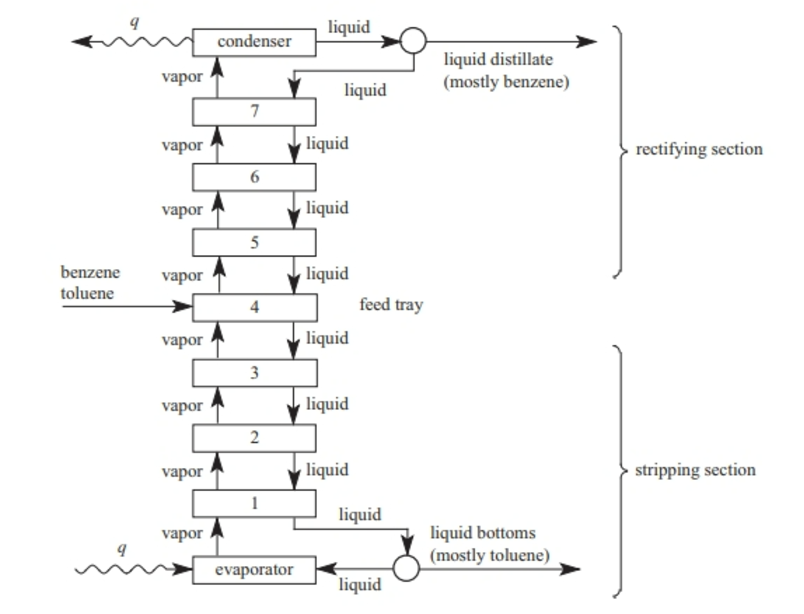 q
condenser
liquid
liquid distillate
(mostly benzene)
vapor
liquid
7
vapor
liquid
rectifying section
6
vapor
liquid
5
benzene
toluene
vapor
liquid
4
feed tray
vapor
liquid
3
vapor
liquid
2
vapor
liquid
stripping section
1
liquid
vapor
liquid bottoms
(mostly toluene)
q
evaporator
liquid